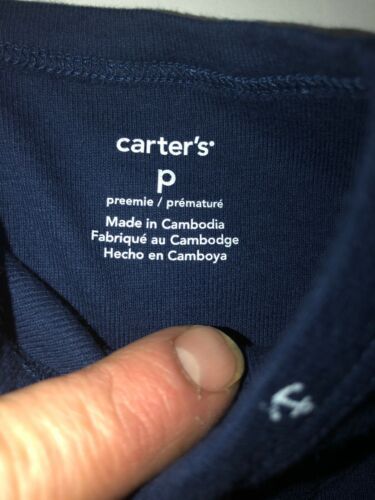 carter's
p
preemie / prématuré
Made in Cambodia
Fabriqué au Cambodge
Hecho en Camboya